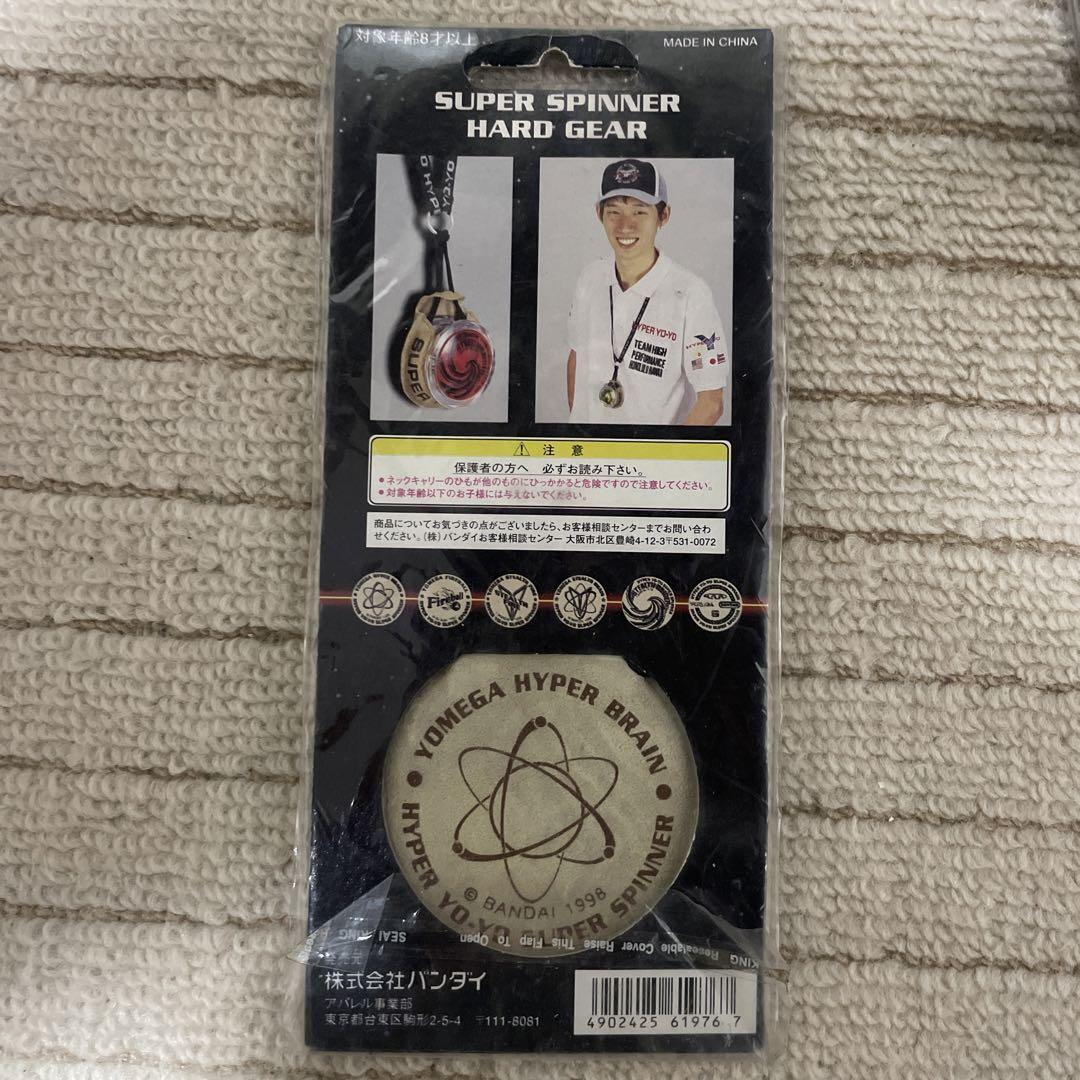 対象年齢8才以上
MADE IN CHINA
SUPER SPINNER
HARD GEAR
SUPER
HYPER YO-YO
TEAM HIGH
PERFORMANCE
HONOLULU HAWAII
注意
保護者の方へ 必ずお読み下さい。
●ネックキャリーのひもが他のものにひっかかると危険ですので注意してください。
●対象年齢以下のお子様には与えないでください。
商品についてお気づきの点がございましたら、お客様相談センターまでお問い合わ
せください。(株)バンダイお客様相談センター 大阪市北区豊崎4-12-3〒531-0072
Fireball
YOMEGA HYPER BRAIN
HYPER YO-YO SUPER SPINNER
© BANDAI 1998
KING Resealable Cover Raise This Flap To Open
SEAL KING
発売元
株式会社バンダイ
アパレル事業部
東京都台東区駒形2-5-4 〒111-8081
4902425 61976 7